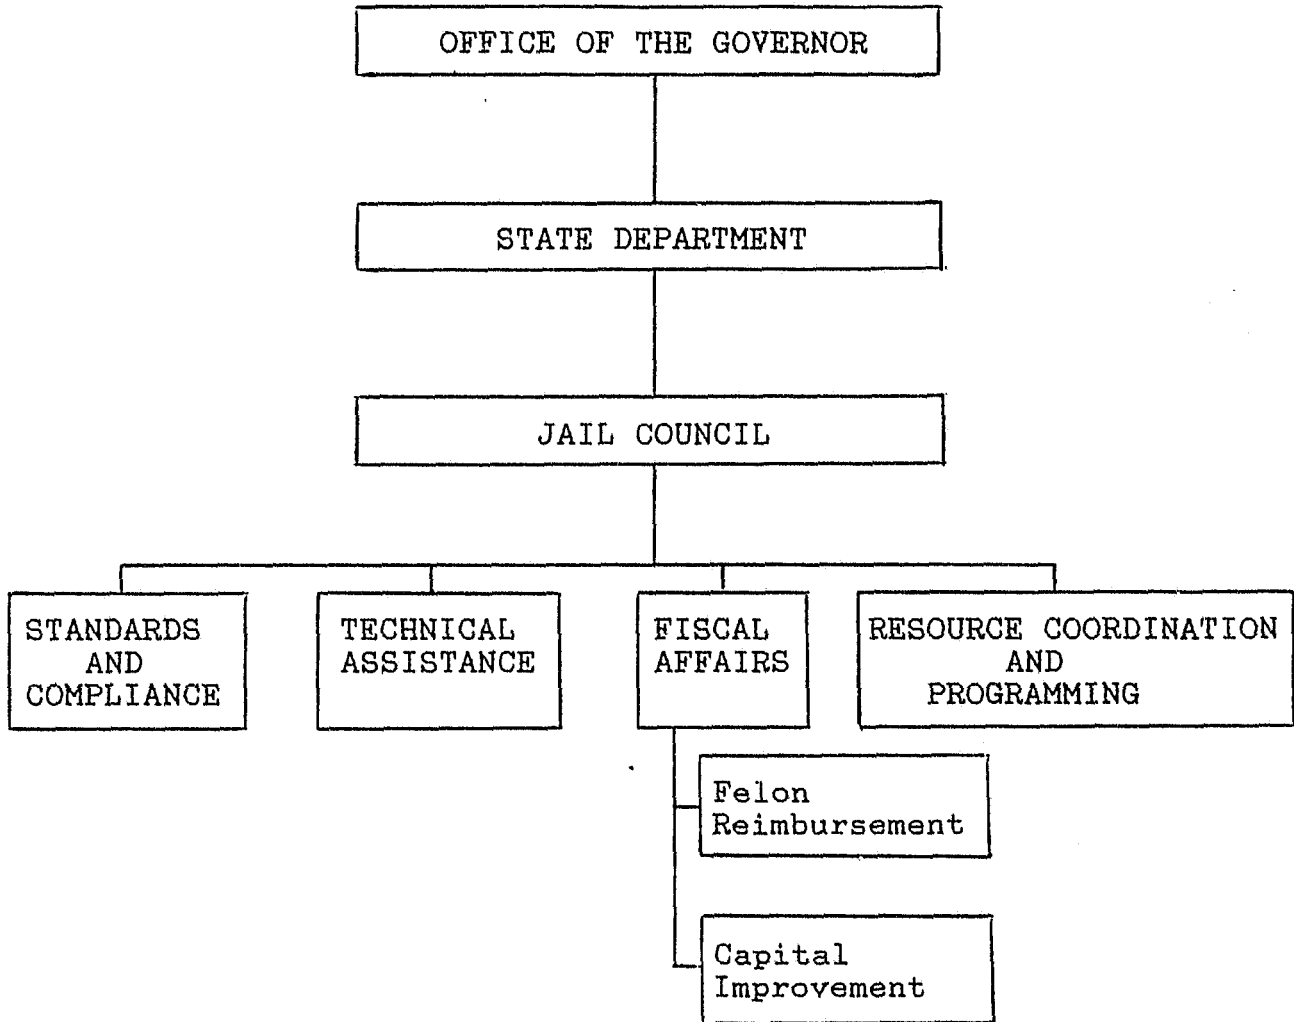 OFFICE OF THE GOVERNOR
STATE DEPARTMENT
JAIL COUNCIL
STANDARDS
AND
COMPLIANCE
TECHNICAL
ASSISTANCE
FISCAL
AFFAIRS
RESOURCE COORDINATION
AND
PROGRAMMING
Felon
Reimbursement
Capital
Improvement